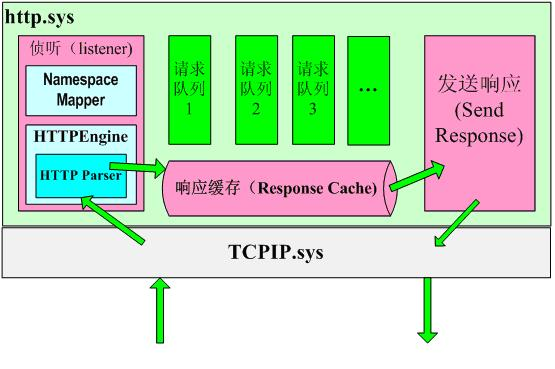 http.sys
侦听（listener)
Namespace
Mapper
HTTPEngine
HTTP Parser
请求
队列
1
请求
队列
2
请求
队列
3
...
响应缓存（Response Cache)
发送响应
(Send
Response)
TCPIP.sys